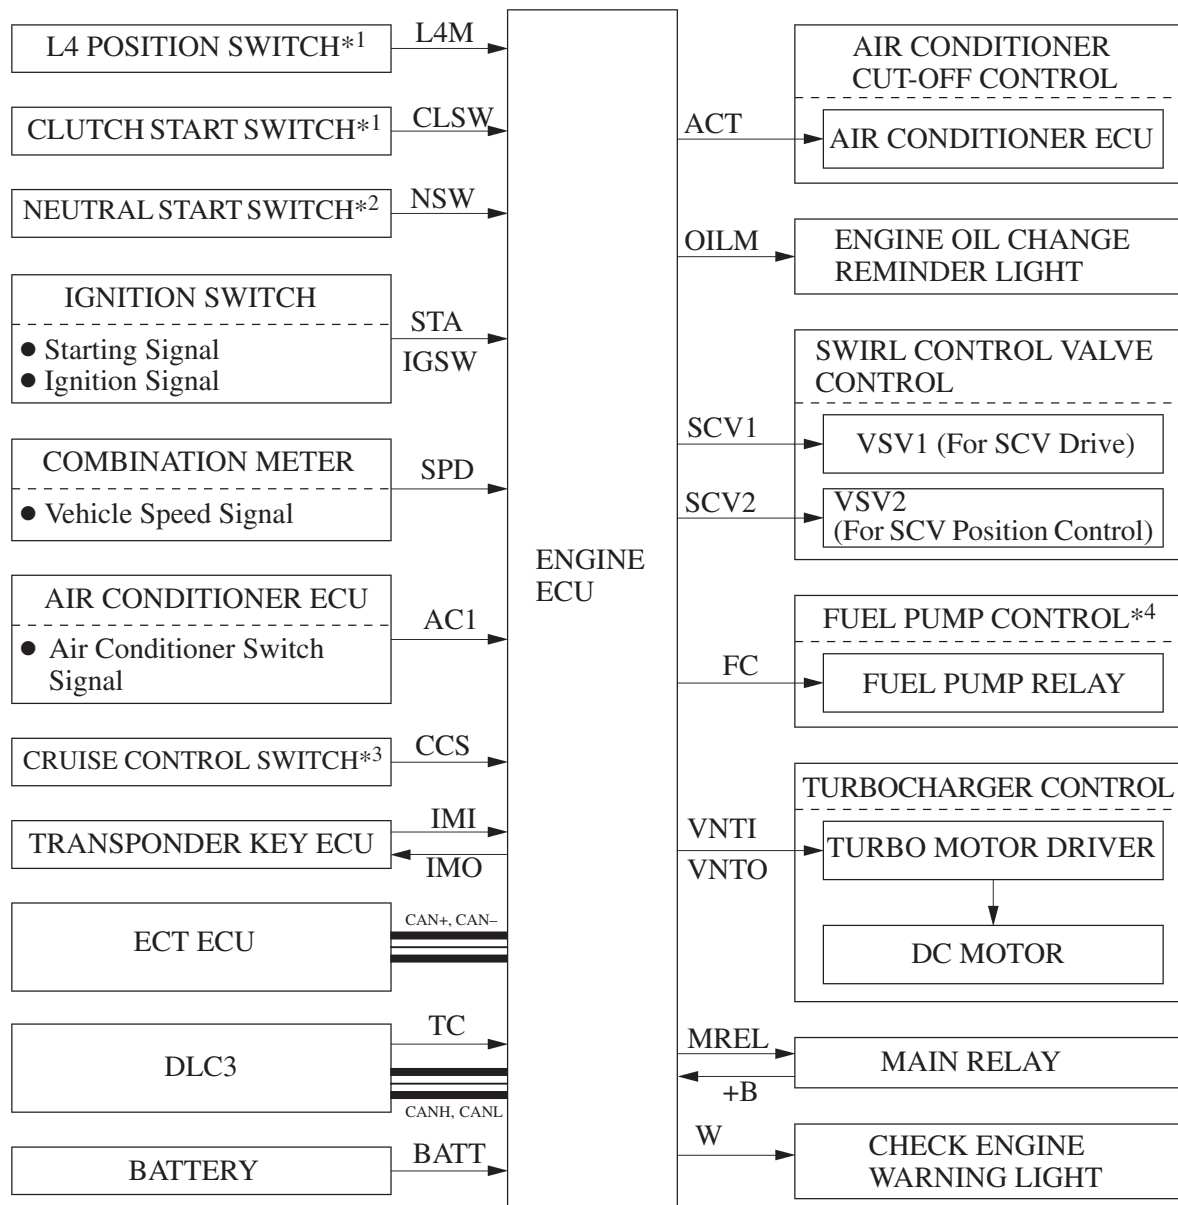 L4 POSITION SWITCH*1
L4M
CLUTCH START SWITCH*1
CLSW
NEUTRAL START SWITCH*2
NSW
IGNITION SWITCH
● Starting Signal
● Ignition Signal
STA
IGSW
COMBINATION METER
● Vehicle Speed Signal
SPD
AIR CONDITIONER ECU
● Air Conditioner Switch
Signal
AC1
CRUISE CONTROL SWITCH*3
CCS
TRANSPONDER KEY ECU
IMI
IMO
ECT ECU
CAN+, CAN–
DLC3
TC
CANH, CANL
BATTERY
BATT
ENGINE
ECU
ACT
AIR CONDITIONER
CUT-OFF CONTROL
AIR CONDITIONER ECU
OILM
ENGINE OIL CHANGE
REMINDER LIGHT
SWIRL CONTROL VALVE
CONTROL
SCV1
VSV1 (For SCV Drive)
SCV2
VSV2
(For SCV Position Control)
FUEL PUMP CONTROL*4
FC
FUEL PUMP RELAY
TURBOCHARGER CONTROL
VNTI
VNTO
TURBO MOTOR DRIVER
DC MOTOR
MREL
+B
MAIN RELAY
W
CHECK ENGINE
WARNING LIGHT